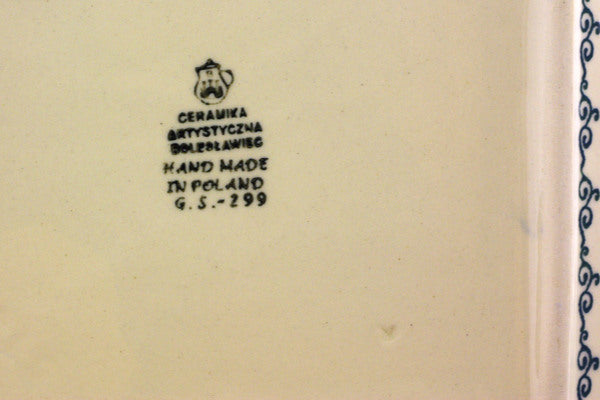 CERAMIKA
ARTYSTYCZNA
BOLESŁAWIEC
HAND MADE
IN POLAND
G.S.-299